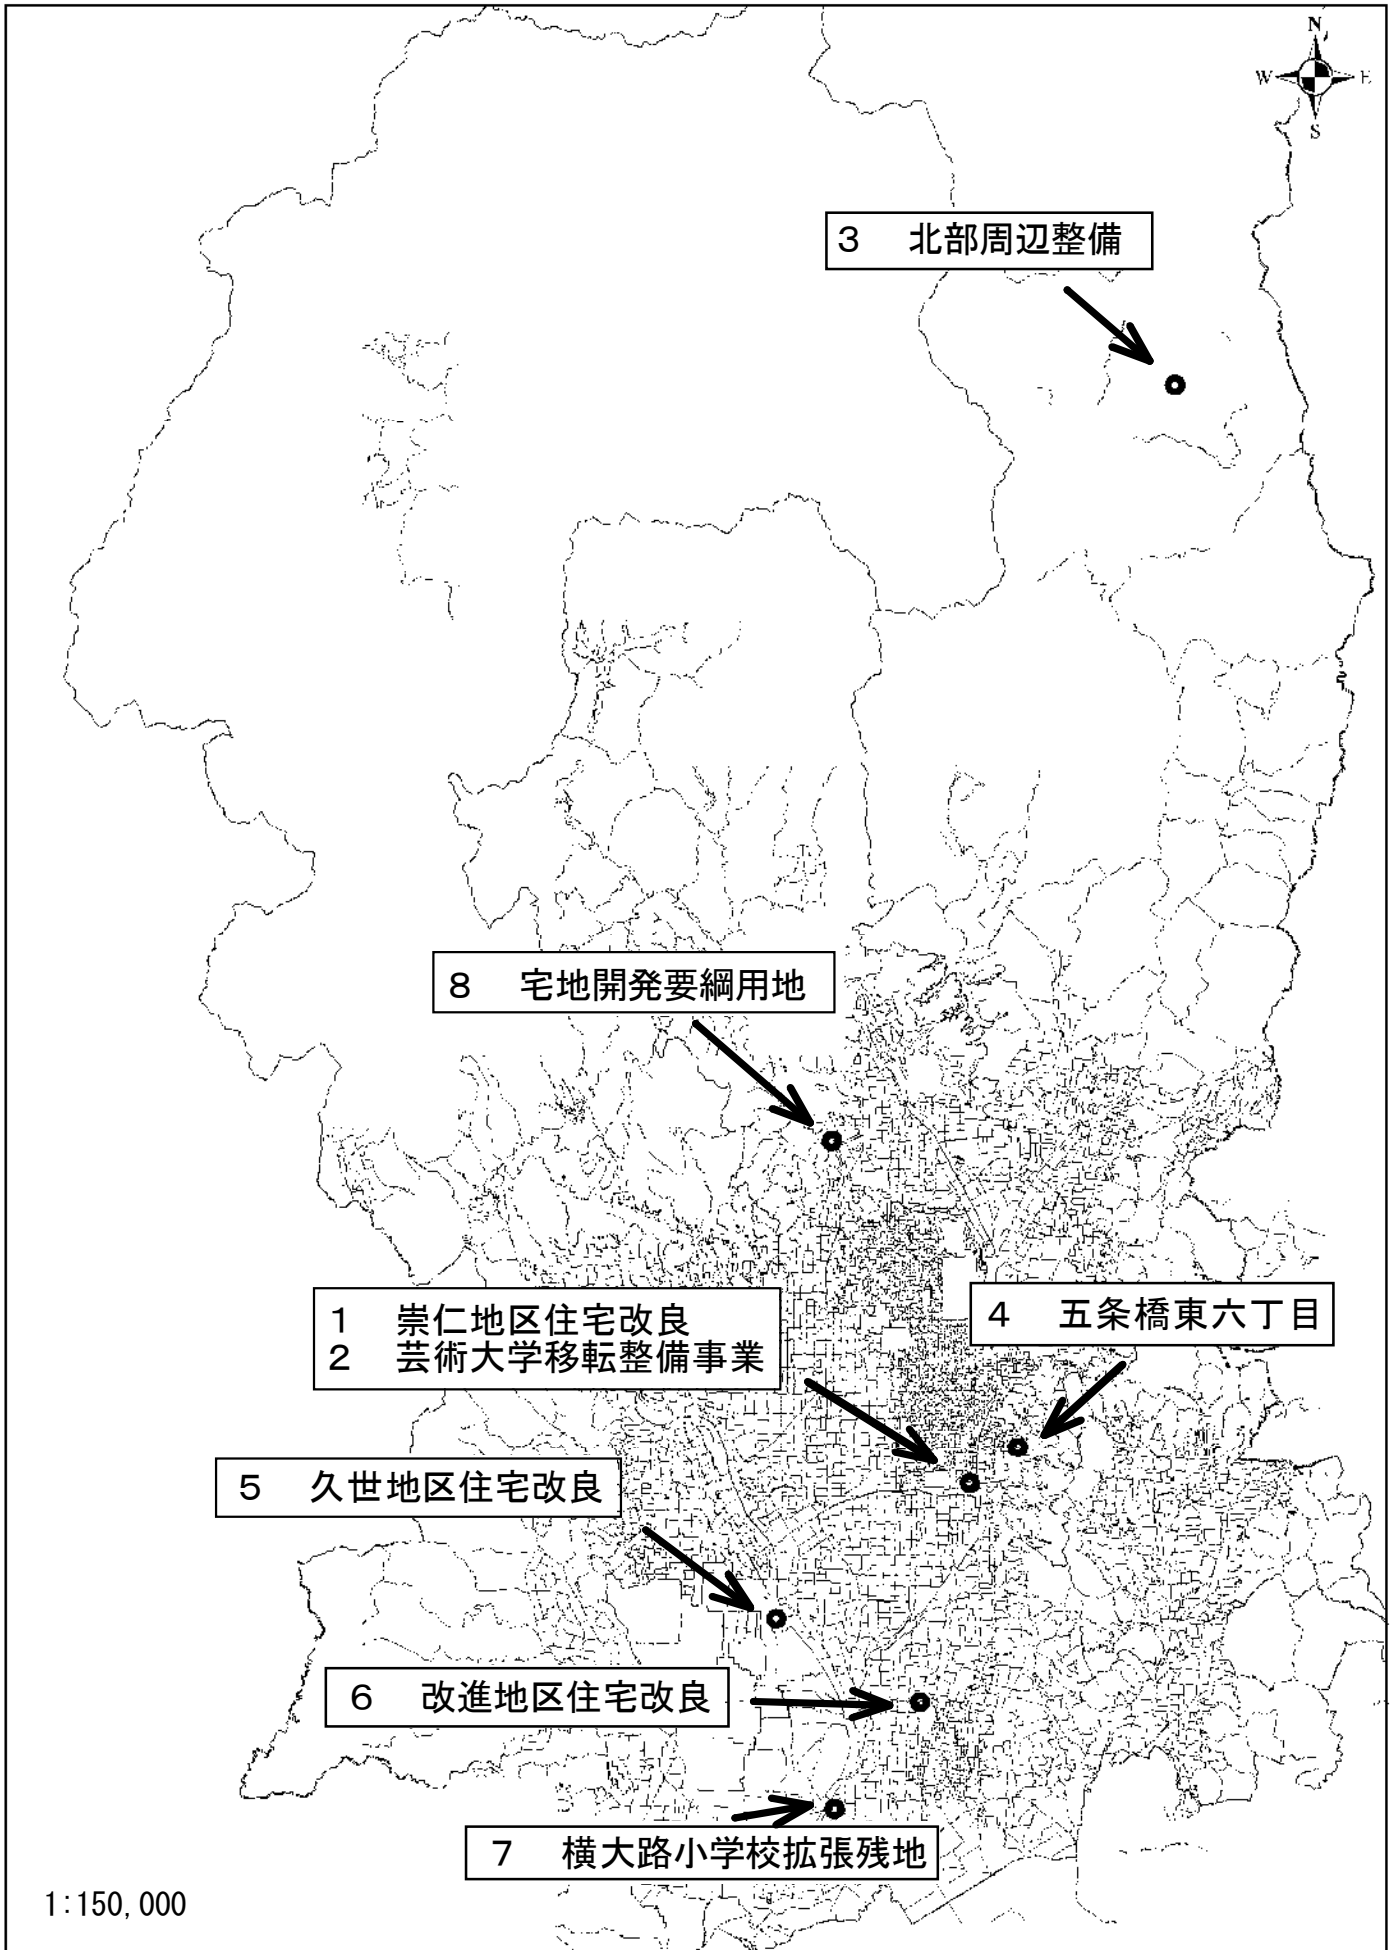 N
W E
S
3 北部周辺整備
8 宅地開発要綱用地
1 崇仁地区住宅改良
2 芸術大学移転整備事業
4 五条橋東六丁目
5 久世地区住宅改良
6 改進地区住宅改良
7 横大路小学校拡張残地
1:150,000